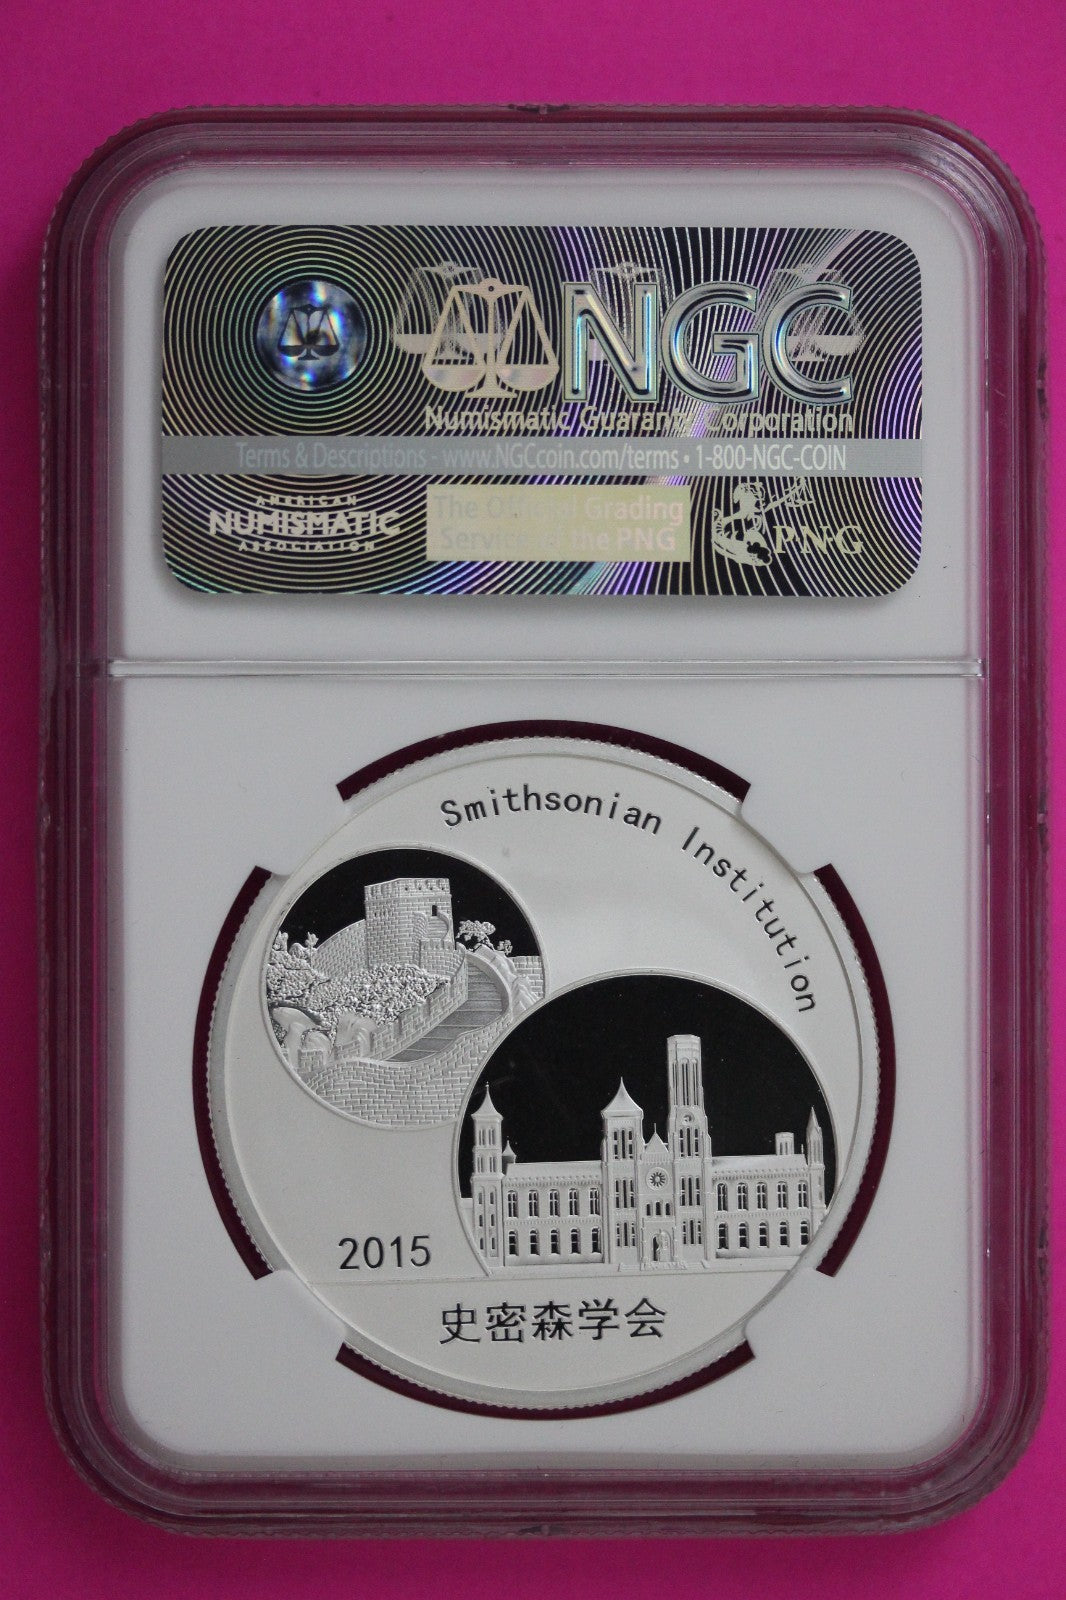 NGC
Numismatic Guaranty Corporation
Terms & Descriptions - www.NGCcoin.com/terms • 1-800-NGC-COIN
AMERICAN
NUMISMATIC
ASSOCIATION
The Official Grading
Service of the PNG
PNG
Smithsonian Institution
2015
史密森学会